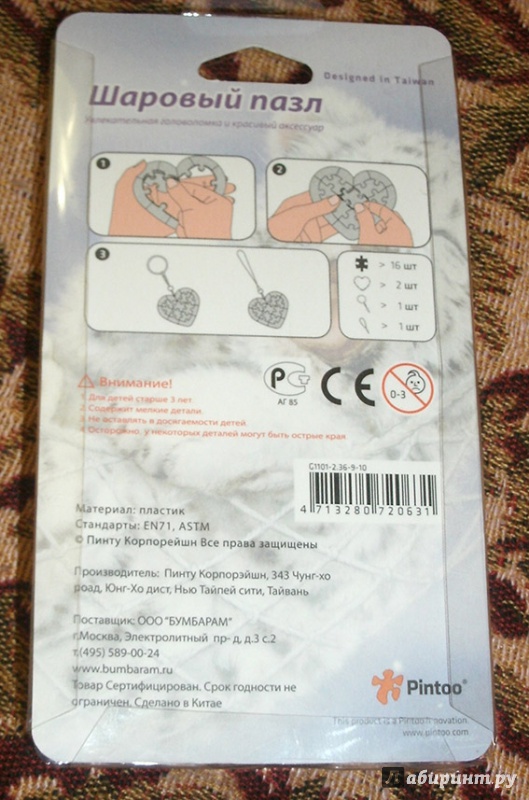 Designed in Taiwan
Шаровый пазл
Увлекательная головоломка и красивый аксессуар
1
2
3
> 16 шт
> 2 шт
> 1 шт
> 1 шт
Внимание!
1. Для детей старше 3 лет
2. Содержит мелкие детали.
3. Не оставлять в досягаемости детей.
4. Осторожно, у некоторых деталей могут быть острые края
АГ 85
CE
0-3
C1101-2.36-9-10
4 713280 720631
Материал: пластик
Стандарты: EN71, ASTM
© Пинту Корпорейшн Все права защищены
Производитель: Пинту Корпорэйшн, 343 Чунг-хо
роад, Юнг-Хо дист, Нью Тайпей сити, Тайвань
Поставщик: ООО "БУМБАРАМ"
г.Москва, Электролитный пр-д, д.3 с.2
т(495) 589-00-24
www.bumbaram.ru
Товар Сертифицирован. Срок годности не
ограничен. Сделано в Китае
Pintoo®
This product is a Pintoo innovation
www.pintoo.com
лабиринт.ру